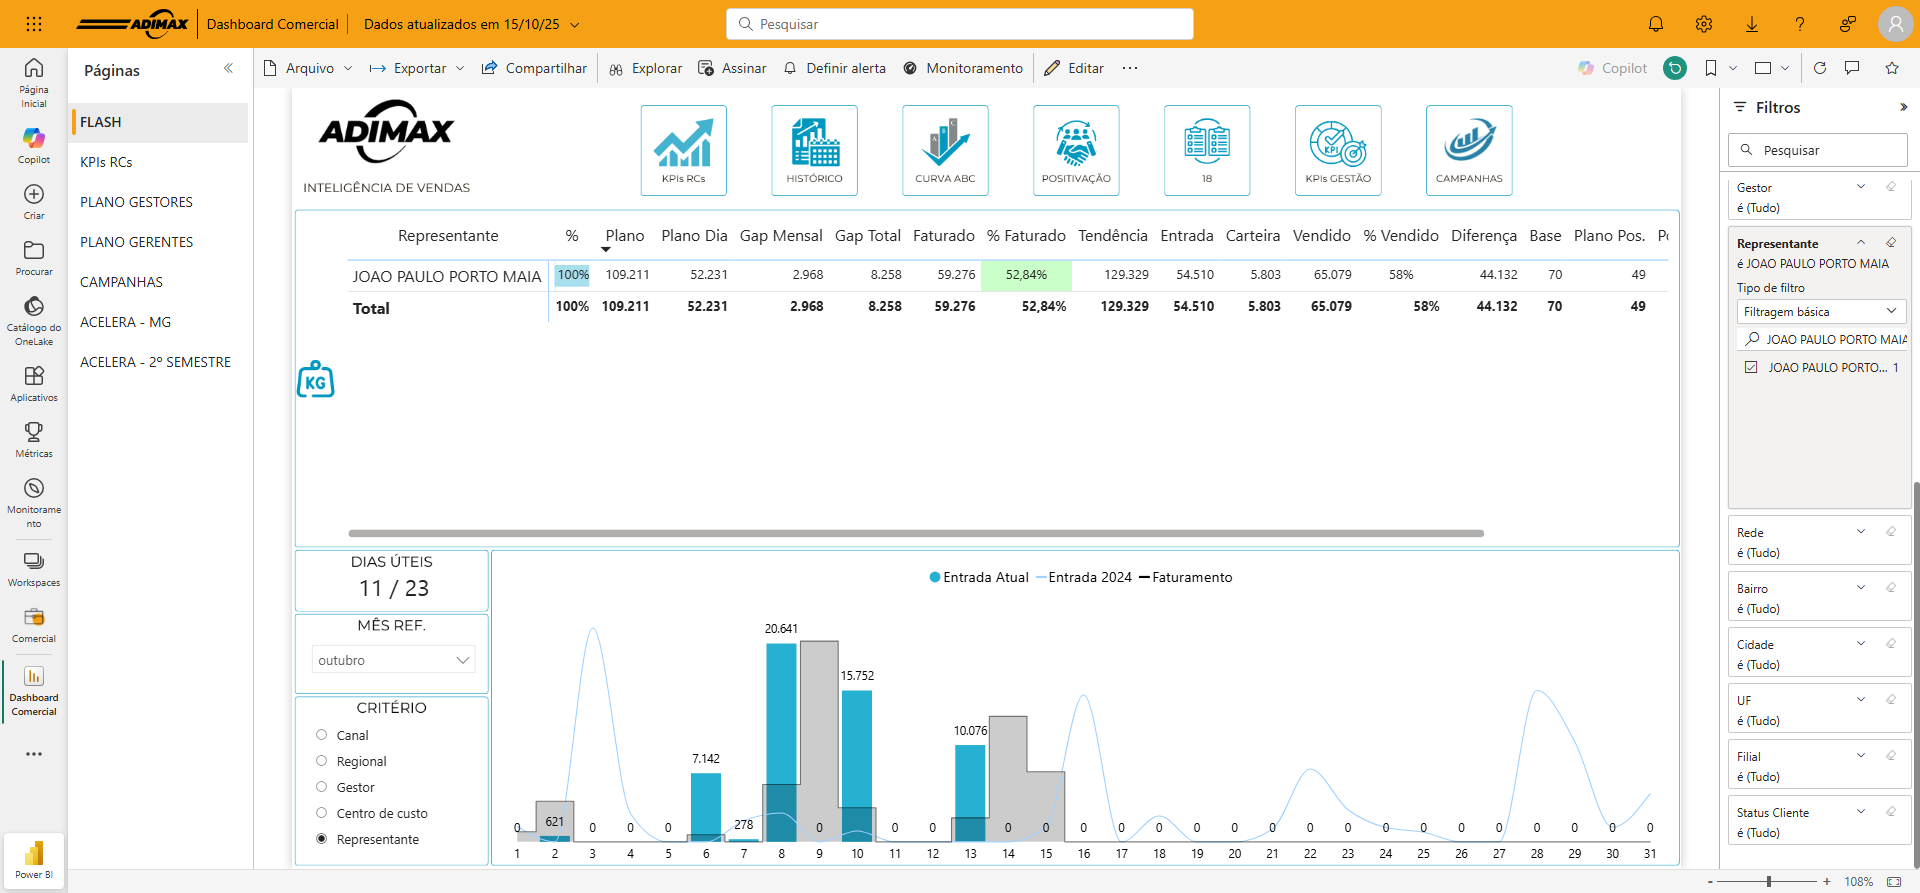 ADIMAX
Dashboard Comercial
Dados atualizados em 15/10/25
Pesquisar
Página Inicial
Copilot
Criar
Procurar
Catálogo do OneLake
Aplicativos
Métricas
Monitoramento
Workspaces
Comercial
Dashboard Comercial
Power BI
Páginas
FLASH
KPIs RCs
PLANO GESTORES
PLANO GERENTES
CAMPANHAS
ACELERA - MG
ACELERA - 2º SEMESTRE
Arquivo Exportar Compartilhar Explorar Assinar Definir alerta Monitoramento Editar Copilot
ADIMAX
INTELIGÊNCIA DE VENDAS
KPIs RCs
HISTÓRICO
A B C
CURVA ABC
POSITIVAÇÃO
18
KPI
KPIs GESTÃO
CAMPANHAS
Representante % Plano Plano Dia Gap Mensal Gap Total Faturado % Faturado Tendência Entrada Carteira Vendido % Vendido Diferença Base Plano Pos.
JOAO PAULO PORTO MAIA 100% 109.211 52.231 2.968 8.258 59.276 52,84% 129.329 54.510 5.803 65.079 58% 44.132 70 49
Total 100% 109.211 52.231 2.968 8.258 59.276 52,84% 129.329 54.510 5.803 65.079 58% 44.132 70 49
KG
DIAS ÚTEIS
11 / 23
MÊS REF.
outubro
CRITÉRIO
Canal
Regional
Gestor
Centro de custo
Representante
Entrada Atual Entrada 2024 Faturamento
20.641
15.752
10.076
7.142
0 621 0 0 0 278 0 0 0 0 0 0 0 0 0 0 0 0 0 0 0 0 0 0 0 0 0
1 2 3 4 5 6 7 8 9 10 11 12 13 14 15 16 17 18 19 20 21 22 23 24 25 26 27 28 29 30 31
Filtros
Pesquisar
Gestor
é (Tudo)
Representante
é JOAO PAULO PORTO MAIA
Tipo de filtro
Filtragem básica
JOAO PAULO PORTO MAIA
JOAO PAULO PORTO... 1
Rede
é (Tudo)
Bairro
é (Tudo)
Cidade
é (Tudo)
UF
é (Tudo)
Filial
é (Tudo)
Status Cliente
é (Tudo)
- + 108%